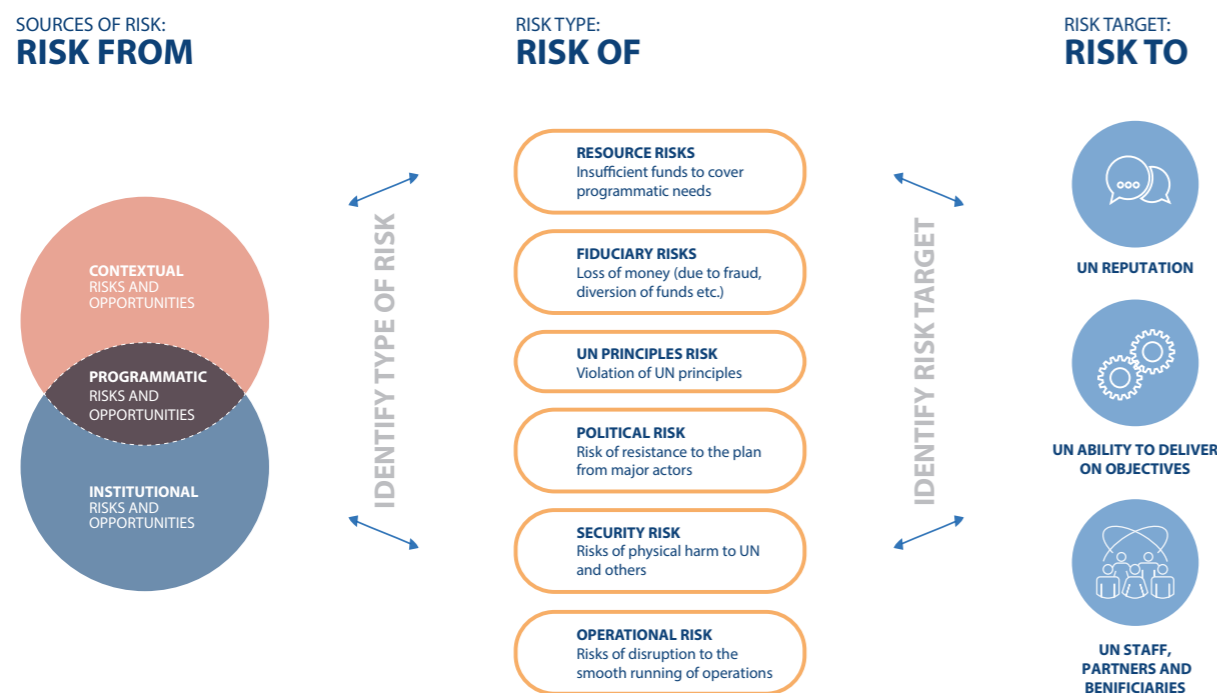 SOURCES OF RISK:
RISK FROM
CONTEXTUAL
RISKS AND
OPPORTUNITIES
PROGRAMMATIC
RISKS AND
OPPORTUNITIES
INSTITUTIONAL
RISKS AND
OPPORTUNITIES
IDENTIFY TYPE OF RISK
RISK TYPE:
RISK OF
RESOURCE RISKS
Insufficient funds to cover
programmatic needs
FIDUCIARY RISKS
Loss of money (due to fraud,
diversion of funds etc.)
UN PRINCIPLES RISK
Violation of UN principles
POLITICAL RISK
Risk of resistance to the plan
from major actors
SECURITY RISK
Risks of physical harm to UN
and others
OPERATIONAL RISK
Risks of disruption to the
smooth running of operations
IDENTIFY RISK TARGET
RISK TARGET:
RISK TO
UN REPUTATION
UN ABILITY TO DELIVER
ON OBJECTIVES
UN STAFF,
PARTNERS AND
BENIFICIARIES